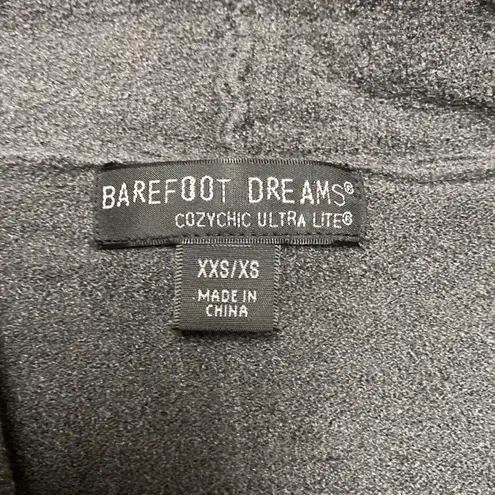 BAREFOOT DREAMS®
COZYCHIC ULTRA LITE®
XXS/XS
MADE IN
CHINA